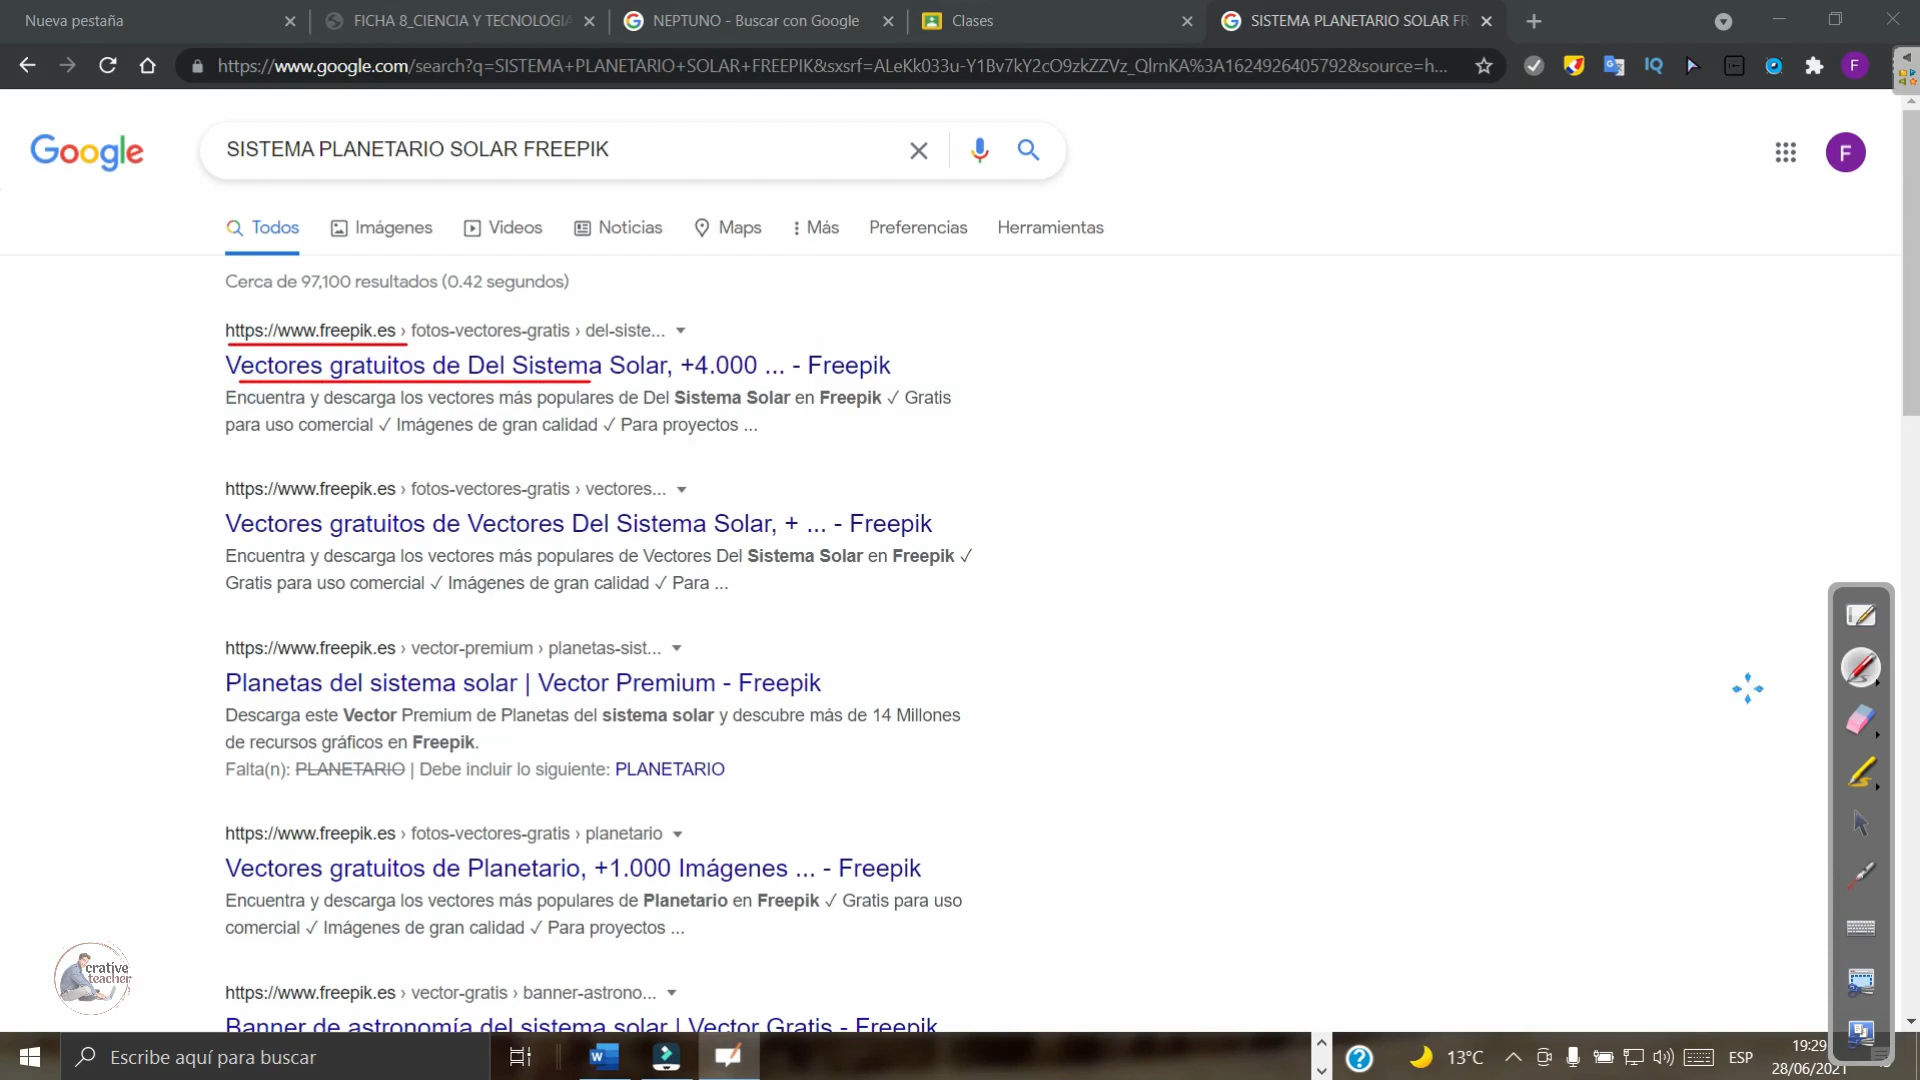 Nueva pestaña
FICHA 8_CIENCIA Y TECNOLOGIA
NEPTUNO - Buscar con Google
Clases
SISTEMA PLANETARIO SOLAR FR
https://www.google.com/search?q=SISTEMA+PLANETARIO+SOLAR+FREEPIK&sxsrf=ALeKk033u-Y1Bv7kY2cO9zkZZVz_QlrnKA%3A1624926405792&source=h...
IQ
F
Google
SISTEMA PLANETARIO SOLAR FREEPIK
F
Todos
Imágenes
Videos
Noticias
Maps
Más
Preferencias
Herramientas
Cerca de 97,100 resultados (0.42 segundos)
https://www.freepik.es › fotos-vectores-gratis › del-siste...
Vectores gratuitos de Del Sistema Solar, +4.000 ... - Freepik
Encuentra y descarga los vectores más populares de Del Sistema Solar en Freepik ✓ Gratis
para uso comercial ✓ Imágenes de gran calidad ✓ Para proyectos ...
https://www.freepik.es › fotos-vectores-gratis › vectores...
Vectores gratuitos de Vectores Del Sistema Solar, + ... - Freepik
Encuentra y descarga los vectores más populares de Vectores Del Sistema Solar en Freepik ✓
Gratis para uso comercial ✓ Imágenes de gran calidad ✓ Para ...
https://www.freepik.es › vector-premium › planetas-sist...
Planetas del sistema solar | Vector Premium - Freepik
Descarga este Vector Premium de Planetas del sistema solar y descubre más de 14 Millones
de recursos gráficos en Freepik.
Falta(n): PLANETARIO | Debe incluir lo siguiente: PLANETARIO
https://www.freepik.es › fotos-vectores-gratis › planetario
Vectores gratuitos de Planetario, +1.000 Imágenes ... - Freepik
Encuentra y descarga los vectores más populares de Planetario en Freepik ✓ Gratis para uso
comercial ✓ Imágenes de gran calidad ✓ Para proyectos ...
crative
teacher
https://www.freepik.es › vector-gratis › banner-astrono...
Banner de astronomía del sistema solar | Vector Gratis - Freepik
Escribe aquí para buscar
13°C
ESP
19:29
28/06/2021